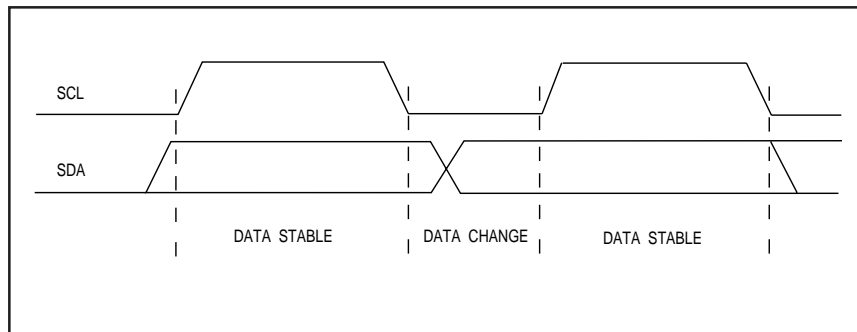 SCL
SDA
DATA STABLE
DATA CHANGE
DATA STABLE